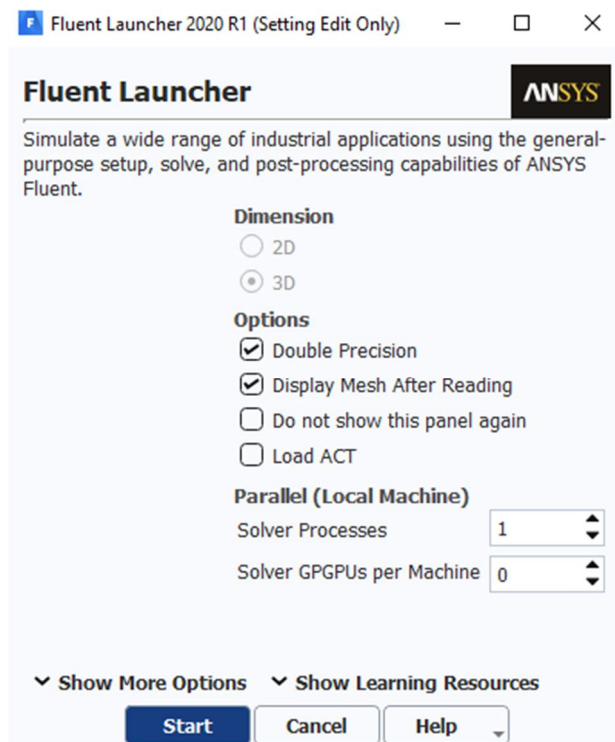 Fluent Launcher 2020 R1 (Setting Edit Only)
Fluent Launcher
ANSYS
Simulate a wide range of industrial applications using the general-
purpose setup, solve, and post-processing capabilities of ANSYS
Fluent.
Dimension
2D
3D
Options
Double Precision
Display Mesh After Reading
Do not show this panel again
Load ACT
Parallel (Local Machine)
Solver Processes 1
Solver GPGPUs per Machine 0
Show More Options Show Learning Resources
Start Cancel Help